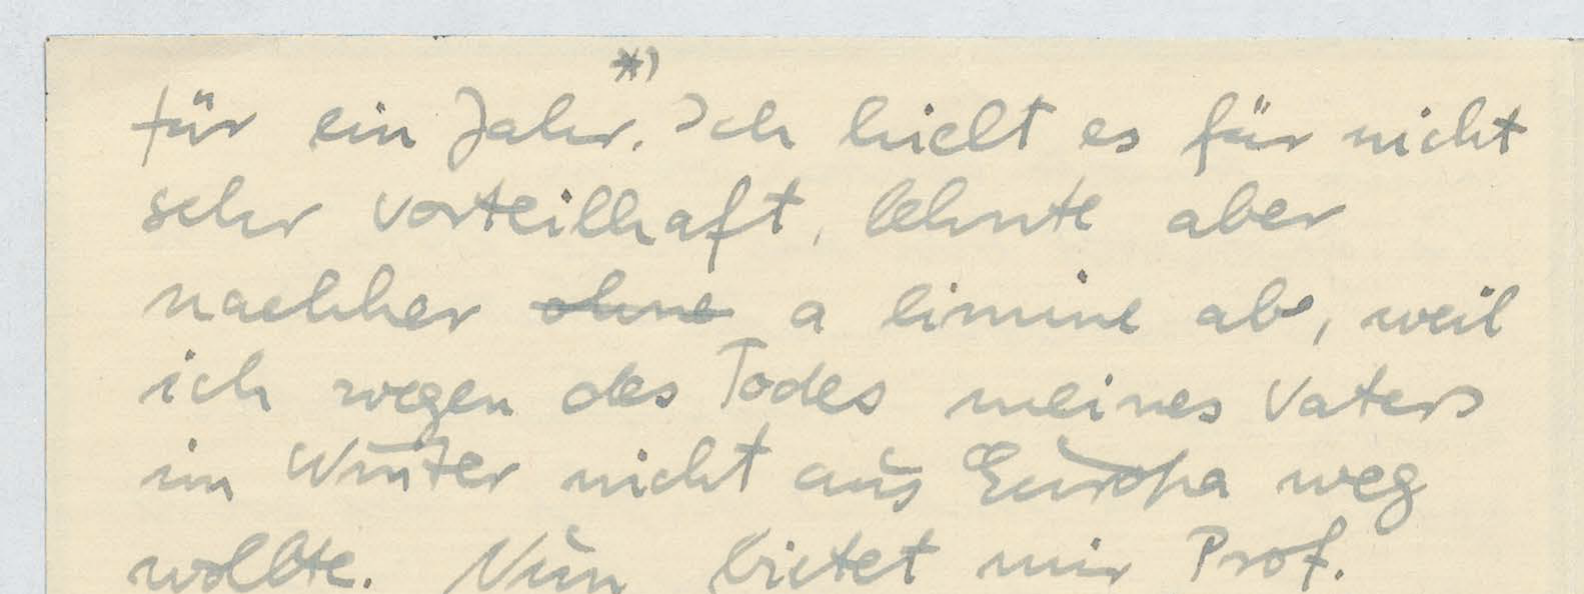 für ein Jahr.*) Ich hielt es für nicht
sehr vorteilhaft, lehnte aber
nachher ~~ohne~~ a limine ab, weil
ich wegen des Todes meines Vaters
im Winter nicht aus Europa weg
wollte. Nun bietet mir Prof.